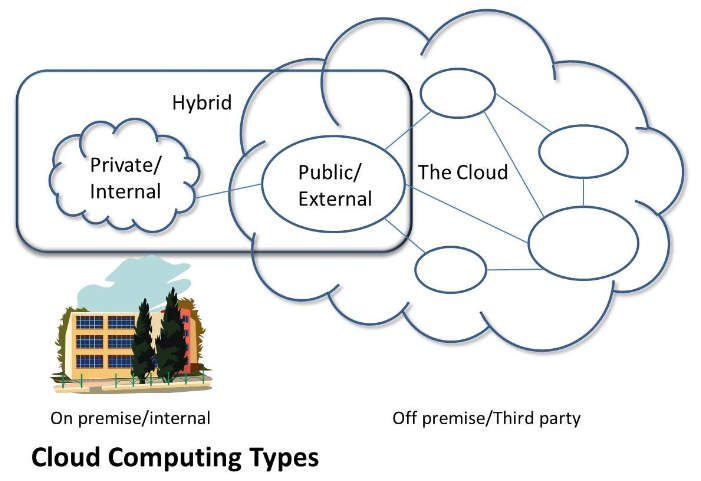 Hybrid
Private/
Internal
Public/
External
The Cloud
On premise/internal
Off premise/Third party
Cloud Computing Types